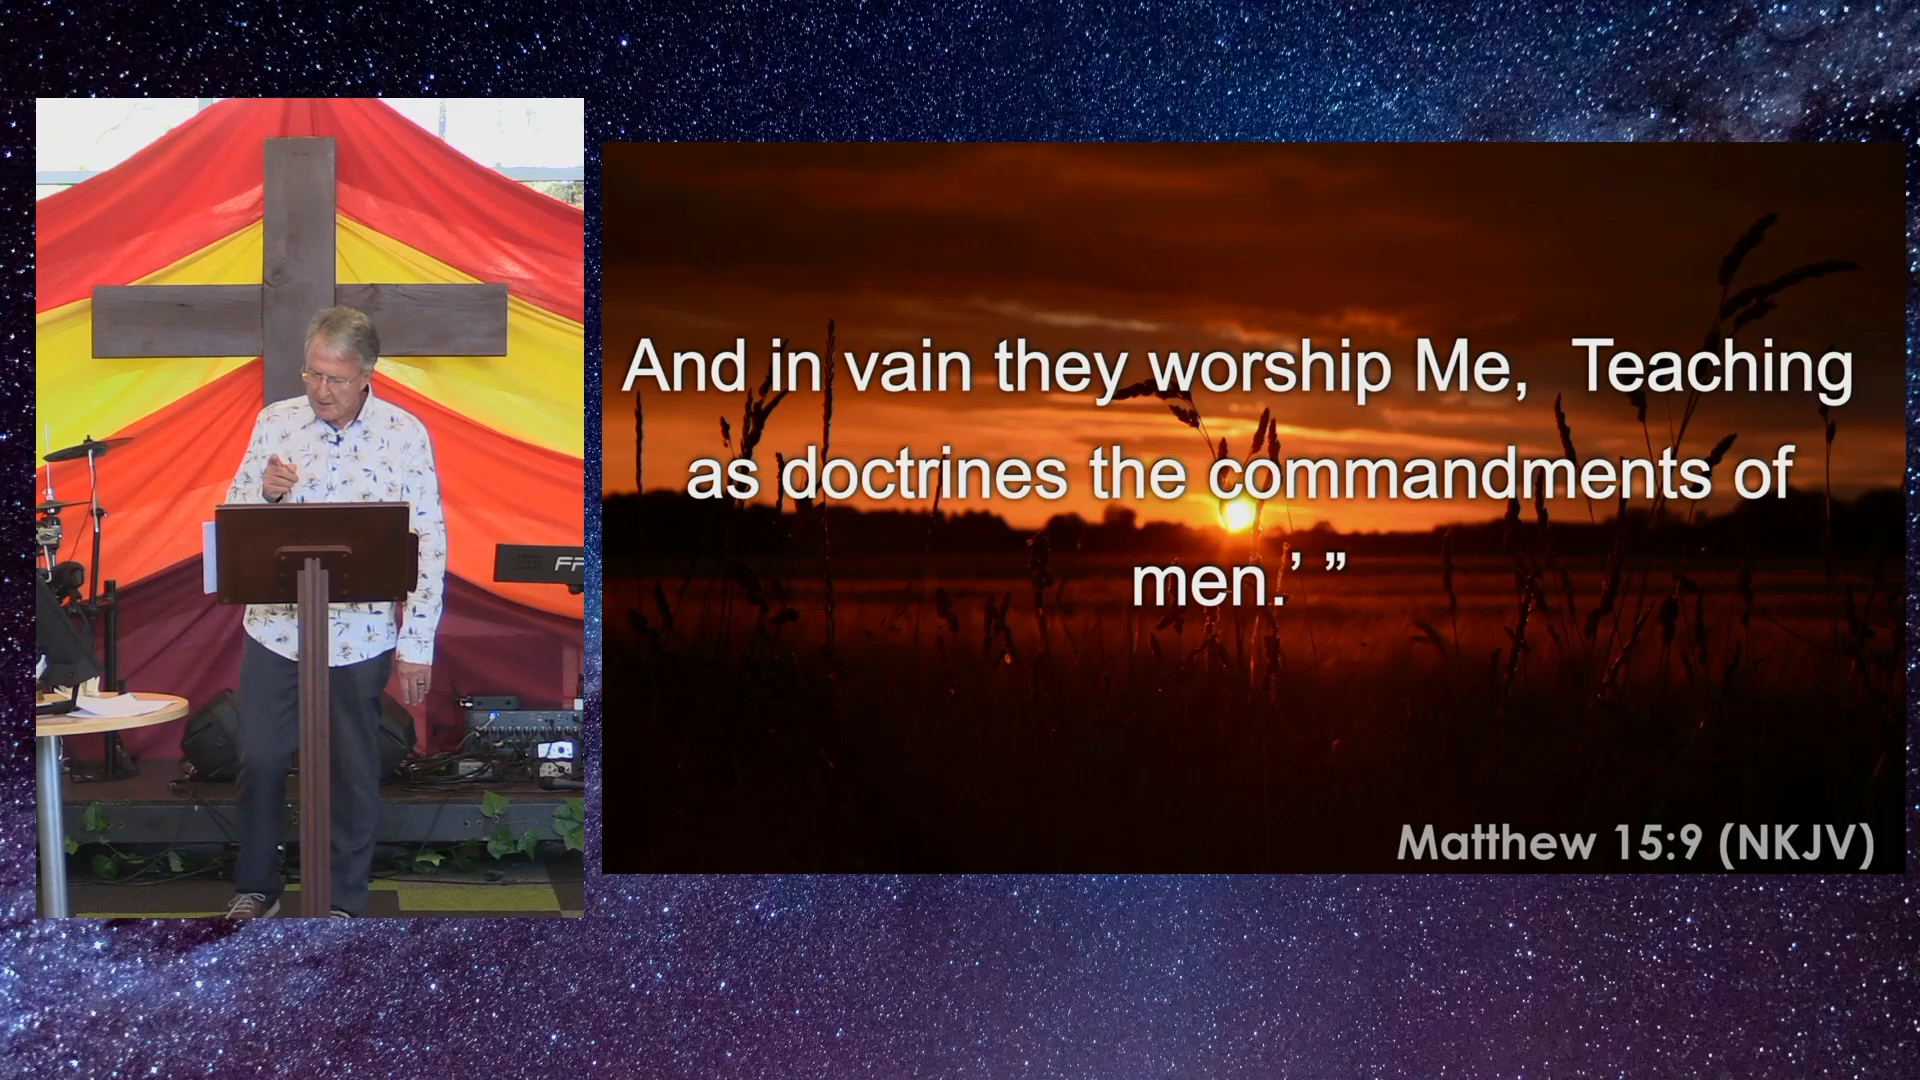 And in vain they worship Me, Teaching
as doctrines the commandments of
men.’ ”
Matthew 15:9 (NKJV)